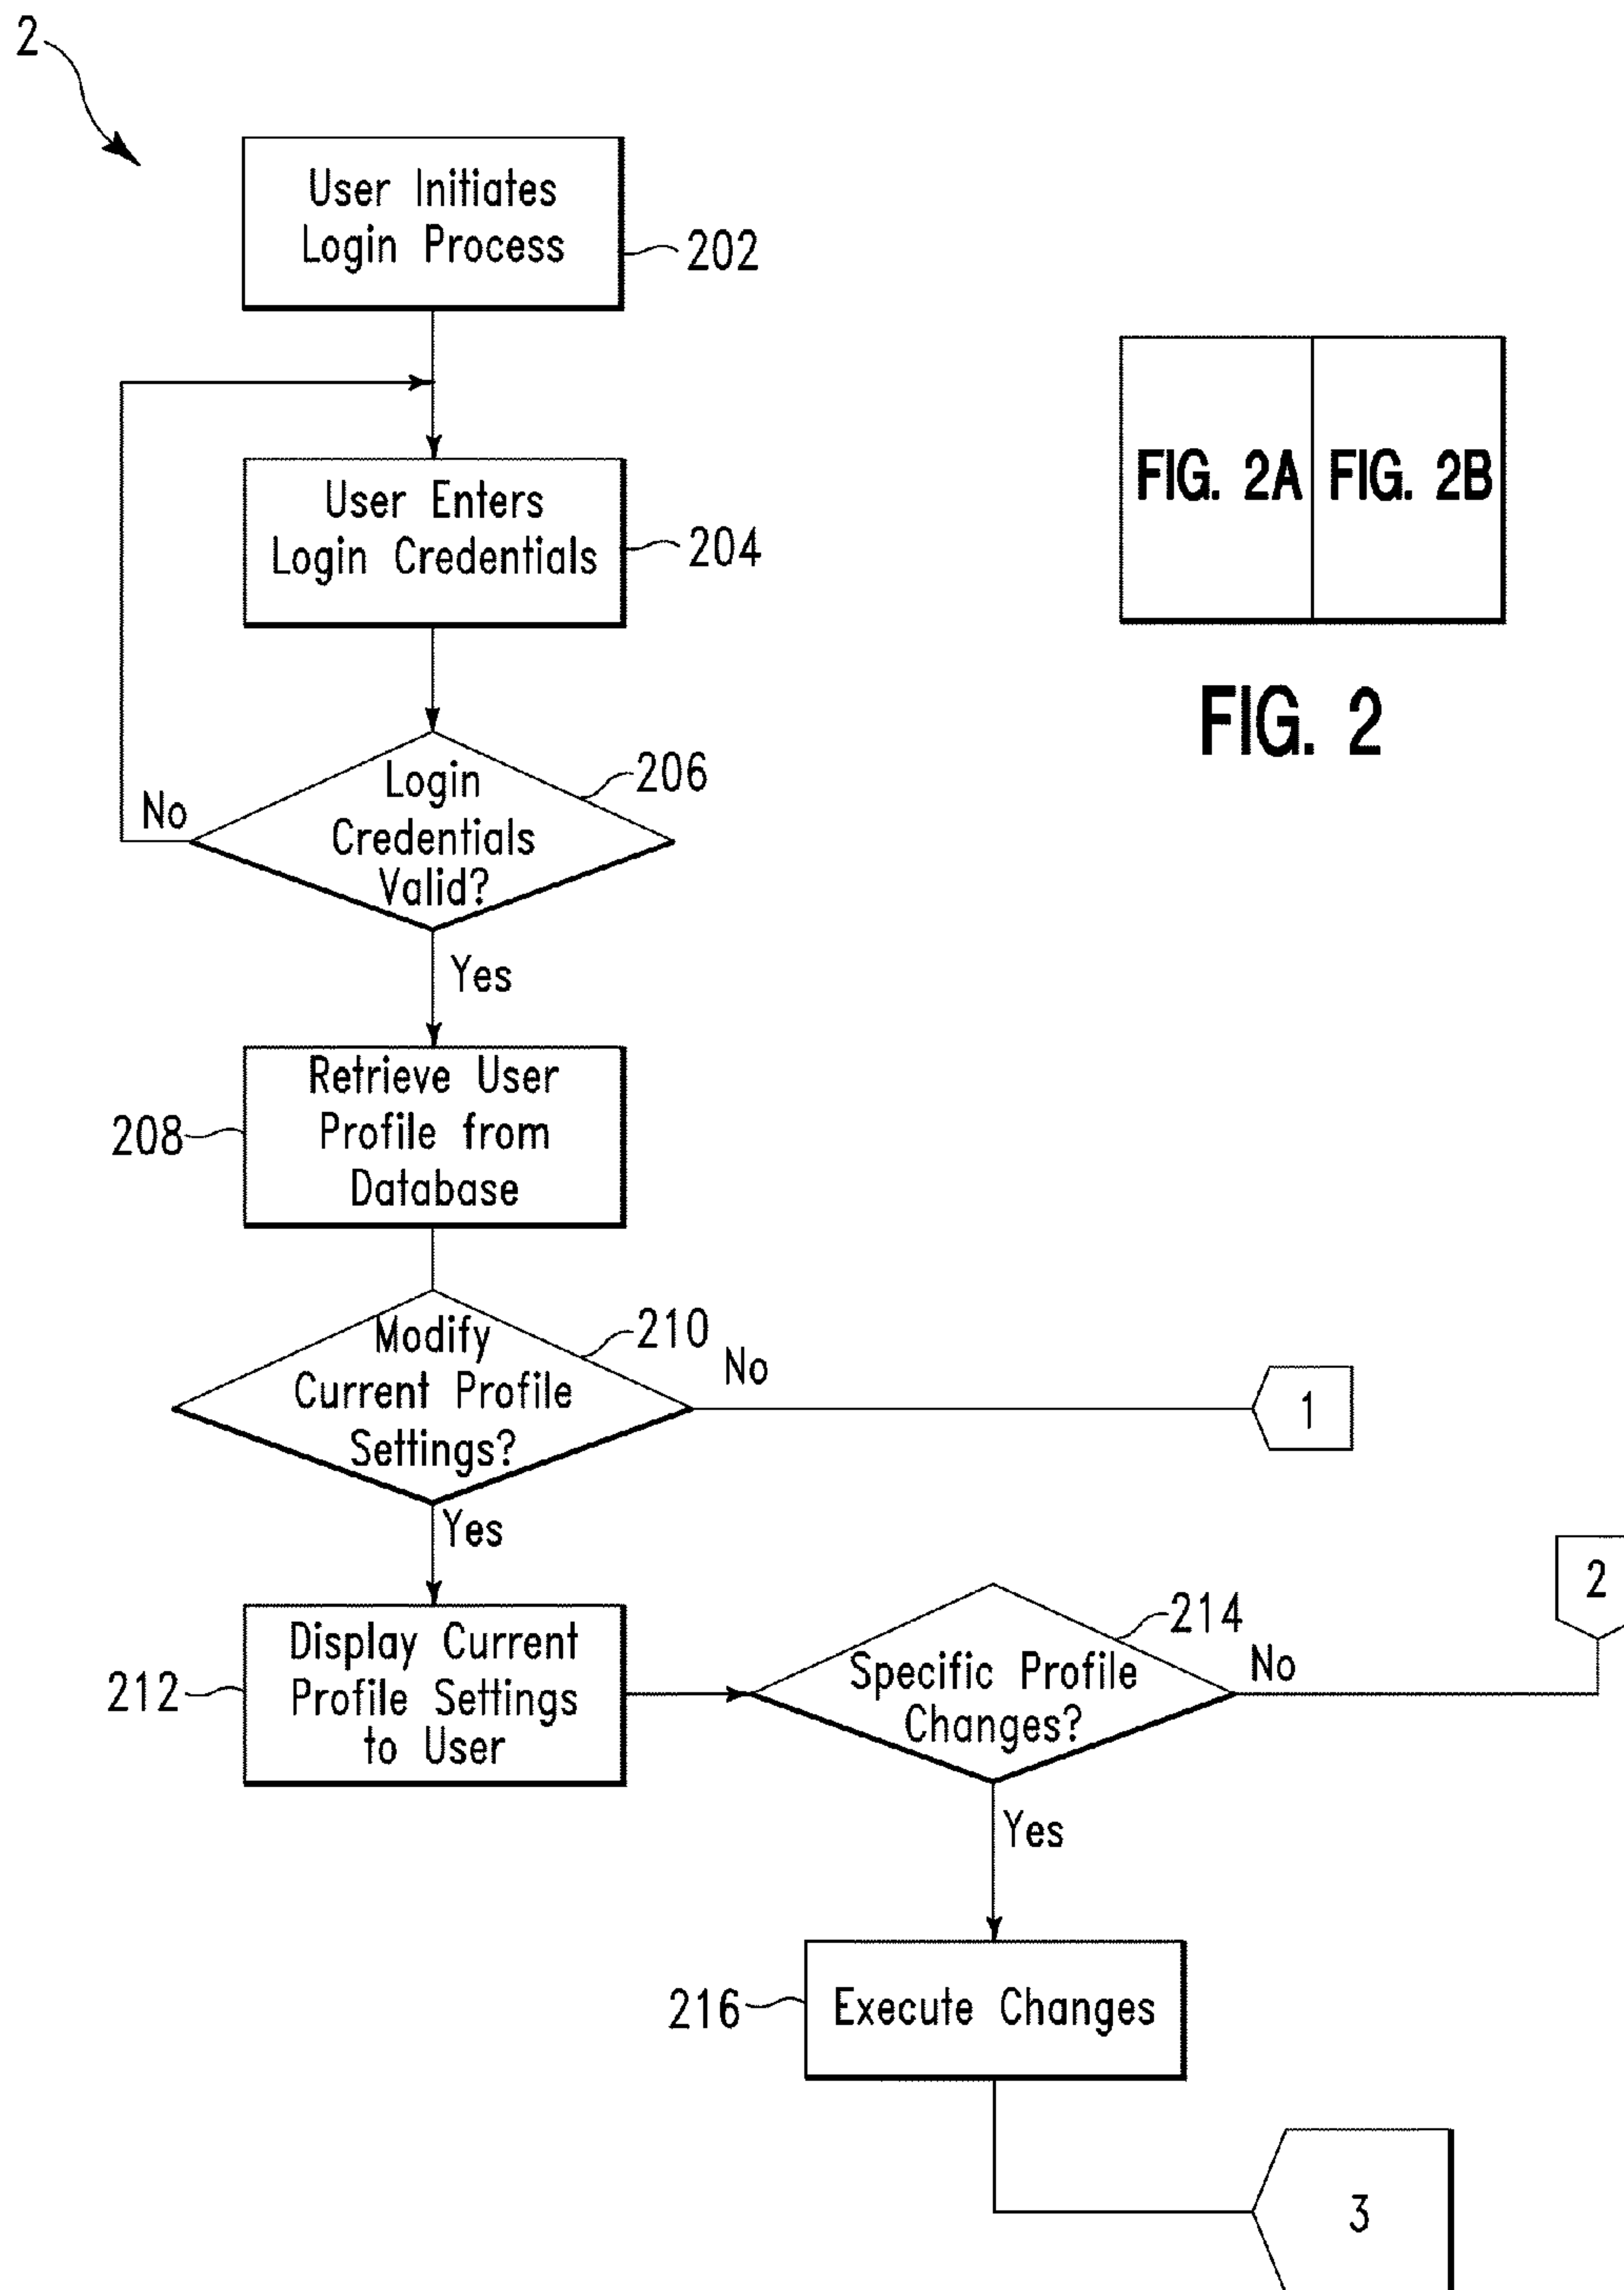 2
User Initiates
Login Process
202
User Enters
Login Credentials
204
FIG. 2A
FIG. 2B
FIG. 2
Login
Credentials
Valid?
206
No
Yes
Retrieve User
Profile from
Database
208
Modify
Current Profile
Settings?
210
No
1
Yes
Display Current
Profile Settings
to User
212
Specific Profile
Changes?
214
No
2
Yes
Execute Changes
216
3